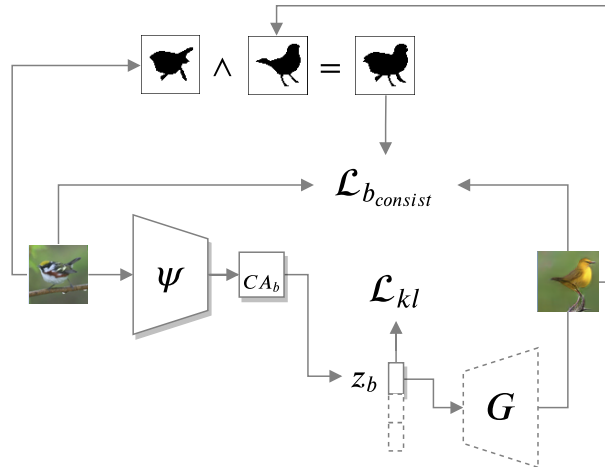 ∧ =
ℒ_{b_{consist}}
ψ
CA_b
ℒ_{kl}
z_b
G